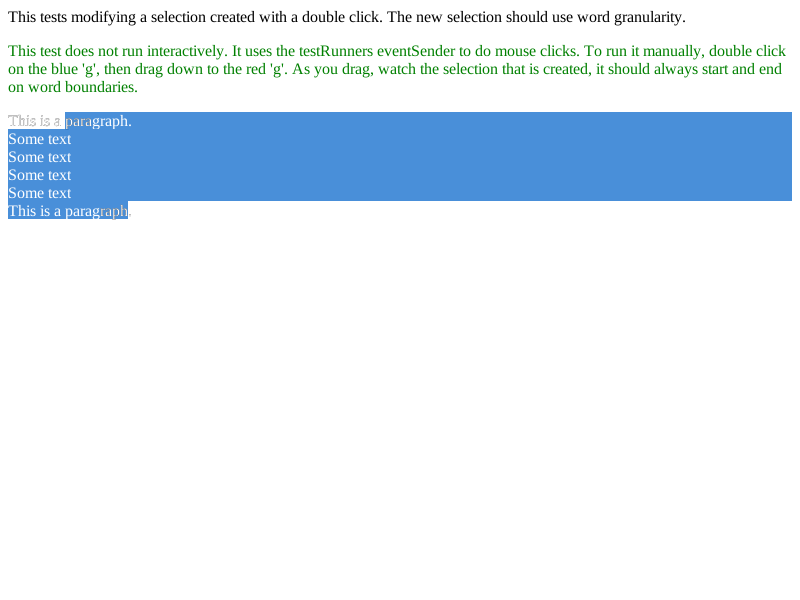 This tests modifying a selection created with a double click. The new selection should use word granularity.
This test does not run interactively. It uses the testRunners eventSender to do mouse clicks. To run it manually, double click
on the blue 'g', then drag down to the red 'g'. As you drag, watch the selection that is created, it should always start and end
on word boundaries.
This is a paragraph.
Some text
Some text
Some text
Some text
This is a paragraph.